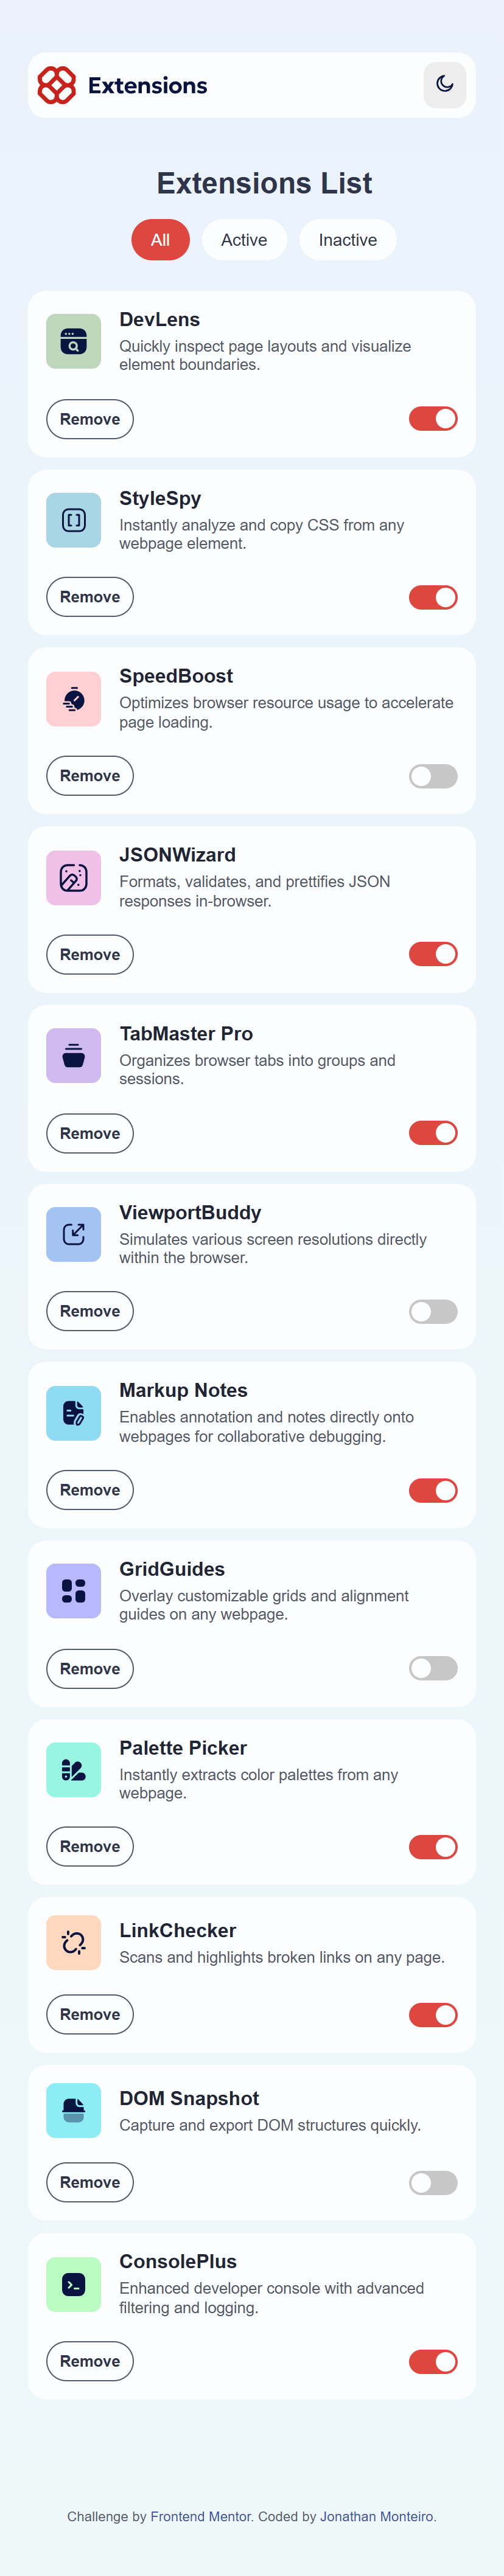 Extensions
Extensions List
All Active Inactive
DevLens
Quickly inspect page layouts and visualize
element boundaries.
Remove
StyleSpy
Instantly analyze and copy CSS from any
webpage element.
Remove
SpeedBoost
Optimizes browser resource usage to accelerate
page loading.
Remove
JSONWizard
Formats, validates, and prettifies JSON
responses in-browser.
Remove
TabMaster Pro
Organizes browser tabs into groups and
sessions.
Remove
ViewportBuddy
Simulates various screen resolutions directly
within the browser.
Remove
Markup Notes
Enables annotation and notes directly onto
webpages for collaborative debugging.
Remove
GridGuides
Overlay customizable grids and alignment
guides on any webpage.
Remove
Palette Picker
Instantly extracts color palettes from any
webpage.
Remove
LinkChecker
Scans and highlights broken links on any page.
Remove
DOM Snapshot
Capture and export DOM structures quickly.
Remove
ConsolePlus
Enhanced developer console with advanced
filtering and logging.
Remove
Challenge by Frontend Mentor. Coded by Jonathan Monteiro.